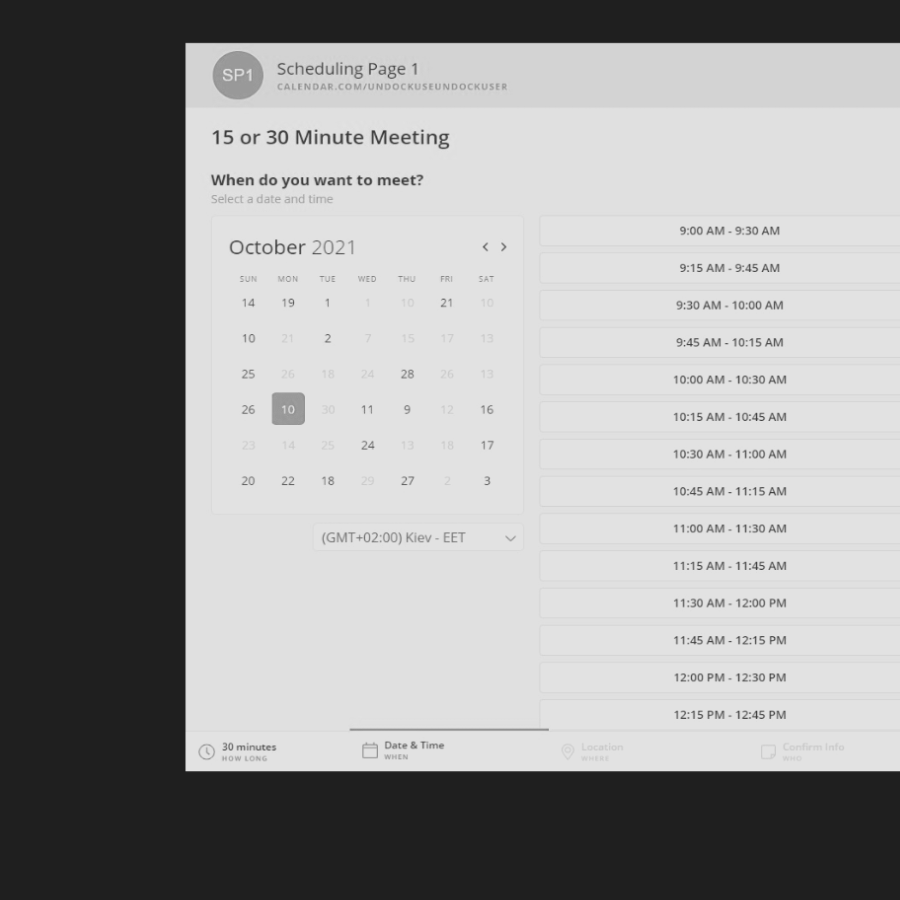 SP1
Scheduling Page 1
CALENDAR.COM/UNDOCKUSEUNDOCKUSER
15 or 30 Minute Meeting
When do you want to meet?
Select a date and time
October 2021
SUN MON TUE WED THU FRI SAT
14 19 1 1 10 21 10
10 21 2 7 15 17 13
25 26 18 24 28 26 13
26 10 30 11 9 12 16
23 14 25 24 13 18 17
20 22 18 29 27 2 3
(GMT+02:00) Kiev - EET
9:00 AM - 9:30 AM
9:15 AM - 9:45 AM
9:30 AM - 10:00 AM
9:45 AM - 10:15 AM
10:00 AM - 10:30 AM
10:15 AM - 10:45 AM
10:30 AM - 11:00 AM
10:45 AM - 11:15 AM
11:00 AM - 11:30 AM
11:15 AM - 11:45 AM
11:30 AM - 12:00 PM
11:45 AM - 12:15 PM
12:00 PM - 12:30 PM
12:15 PM - 12:45 PM
30 minutes
HOW LONG
Date & Time
WHEN
Location
WHERE
Confirm Info
WHO